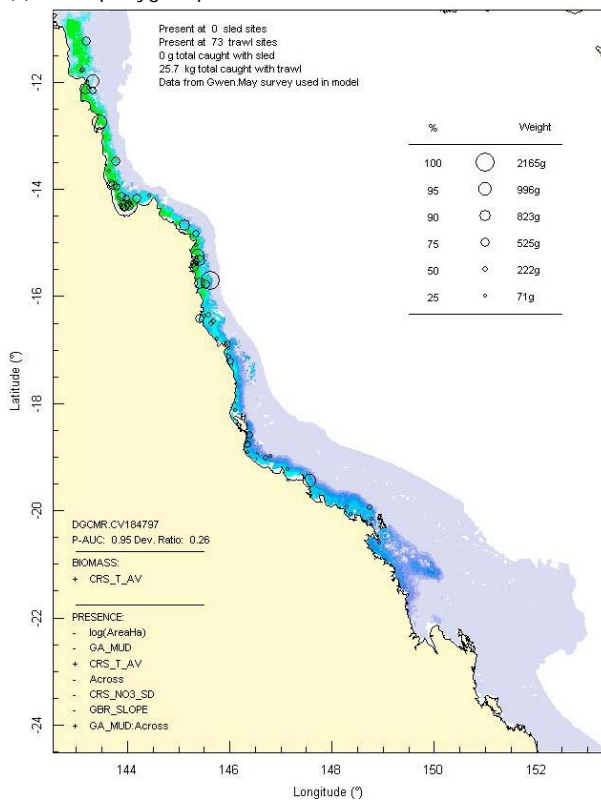 Present at 0 sled sites
Present at 73 trawl sites
0 g total caught with sled
25.7 kg total caught with trawl
Data from Gwen.May survey used in model
% Weight
100 2165g
95 996g
90 823g
75 525g
50 222g
25 71g
-12
-14
-16
-18
-20
-22
-24
Latitude (°)
DGCMR.CV184797
P-AUC: 0.95 Dev. Ratio: 0.26
BIOMASS:
+ CRS_T_AV
PRESENCE:
- log(AreaHa)
- GA_MUD
+ CRS_T_AV
- Across
- CRS_NO3_SD
- GBR_SLOPE
+ GA_MUD:Across
144 146 148 150 152
Longitude (°)